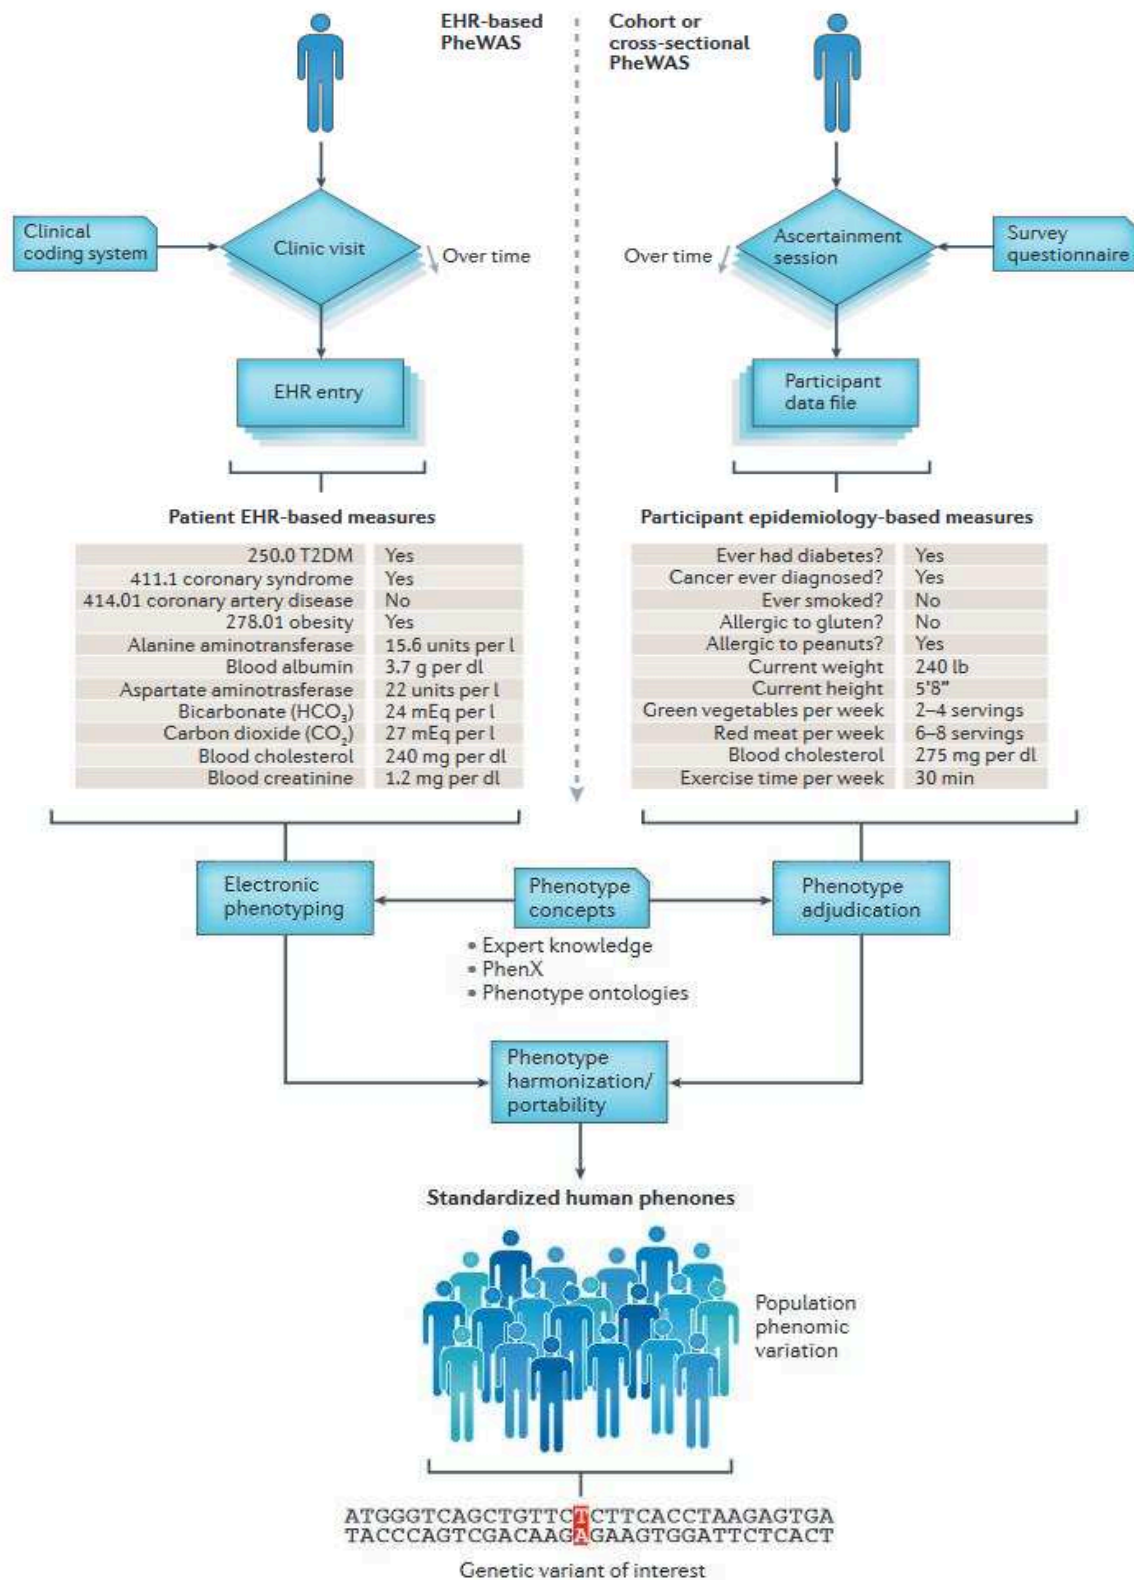 EHR-based
PheWAS
Cohort or
cross-sectional
PheWAS
Clinical
coding system
Clinic visit
Over time
Over time
Ascertainment
session
Survey
questionnaire
EHR entry
Participant
data file
Patient EHR-based measures
250.0 T2DM Yes
411.1 coronary syndrome Yes
414.01 coronary artery disease No
278.01 obesity Yes
Alanine aminotransferase 15.6 units per l
Blood albumin 3.7 g per dl
Aspartate aminotrasferase 22 units per l
Bicarbonate (HCO₃) 24 mEq per l
Carbon dioxide (CO₂) 27 mEq per l
Blood cholesterol 240 mg per dl
Blood creatinine 1.2 mg per dl
Participant epidemiology-based measures
Ever had diabetes? Yes
Cancer ever diagnosed? Yes
Ever smoked? No
Allergic to gluten? No
Allergic to peanuts? Yes
Current weight 240 lb
Current height 5'8"
Green vegetables per week 2–4 servings
Red meat per week 6–8 servings
Blood cholesterol 275 mg per dl
Exercise time per week 30 min
Electronic
phenotyping
Phenotype
concepts
Phenotype
adjudication
• Expert knowledge
• PhenX
• Phenotype ontologies
Phenotype
harmonization/
portability
Standardized human phenones
Population
phenomic
variation
ATGGGTCAGCTGTTCTCTTCACCTAAGAGTGA
TACCCAGTCGACAAGAGAAGTGGATTCTCACT
Genetic variant of interest